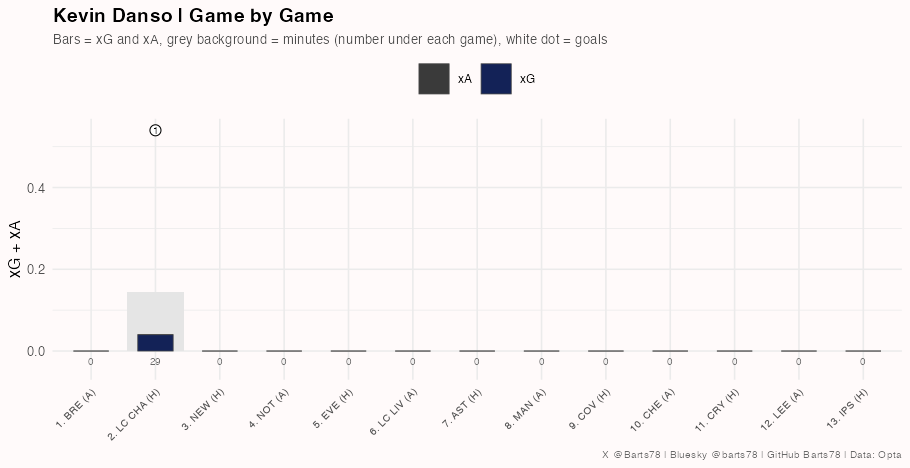 Kevin Danso | Game by Game
Bars = xG and xA, grey background = minutes (number under each game), white dot = goals
xA xG
xG + xA
0.4
0.2
0.0
1
0 29 0 0 0 0 0 0 0 0 0 0 0
1. BRE (A)
2. LC CHA (H)
3. NEW (H)
4. NOT (A)
5. EVE (H)
6. LC LIV (A)
7. AST (H)
8. MAN (A)
9. COV (H)
10. CHE (A)
11. CRY (H)
12. LEE (A)
13. IPS (H)
X @Barts78 | Bluesky @barts78 | GitHub Barts78 | Data: Opta